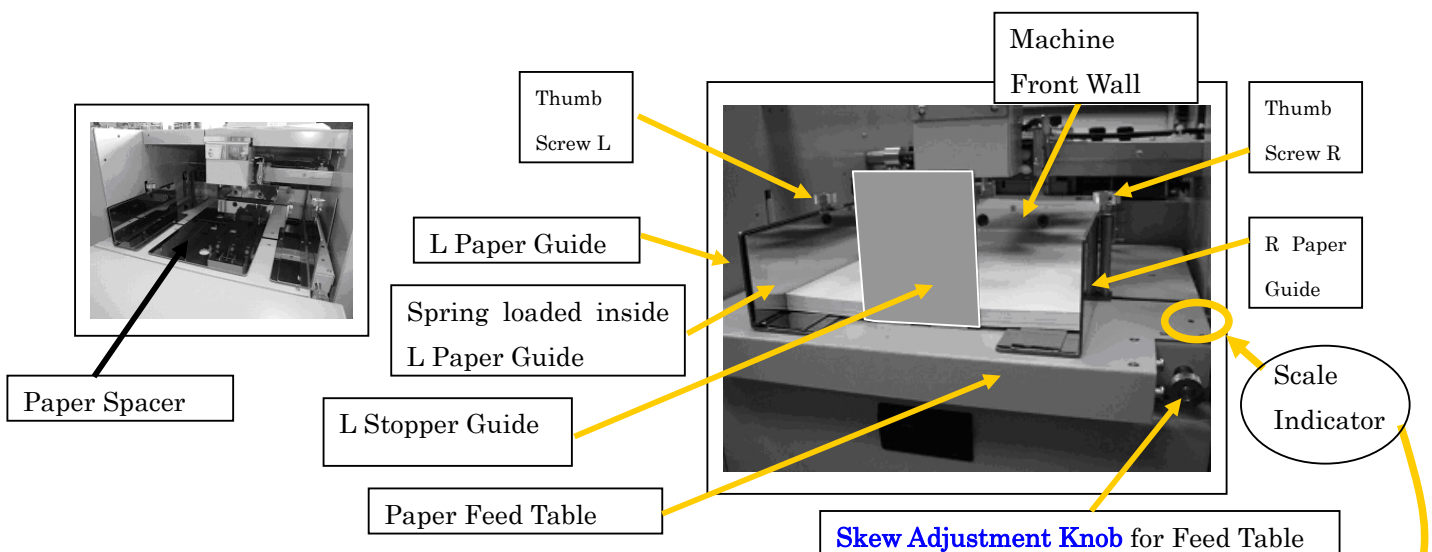 Machine
Front Wall
Thumb
Screw L
Thumb
Screw R
L Paper Guide
R Paper
Guide
Spring loaded inside
L Paper Guide
Paper Spacer
Scale
Indicator
L Stopper Guide
Paper Feed Table
Skew Adjustment Knob for Feed Table